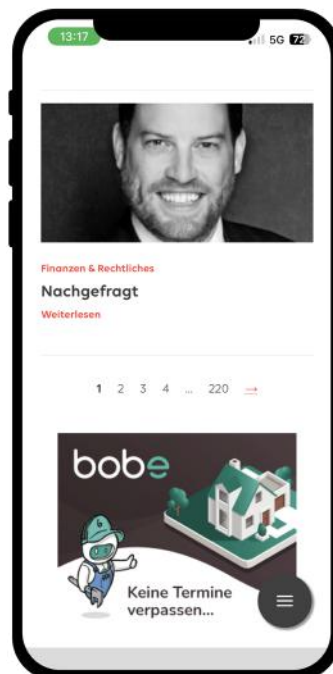 13:17 5G 72
Finanzen & Rechtliches
Nachgefragt
Weiterlesen
1 2 3 4 ... 220 →
bobe
Keine Termine
verpassen...